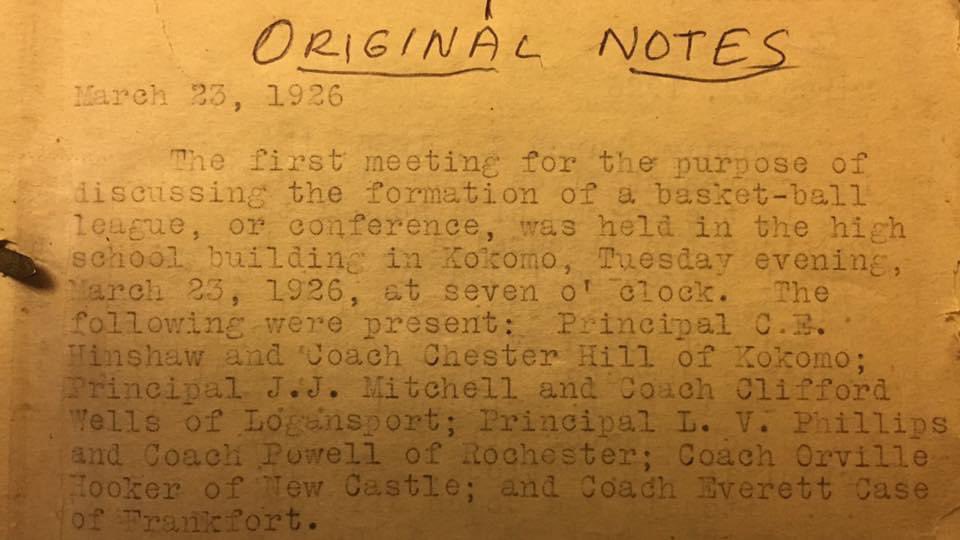 ORIGINAL NOTES
March 23, 1926
The first meeting for the purpose of
discussing the formation of a basket-ball
league, or conference, was held in the high
school building in Kokomo, Tuesday evening,
March 23, 1926, at seven o' clock. The
following were present: Principal C.E.
Hinshaw and Coach Chester Hill of Kokomo;
Principal J.J. Mitchell and Coach Clifford
Wells of Logansport; Principal L. V. Phillips
and Coach Powell of Rochester; Coach Orville
Hooker of New Castle; and Coach Everett Case
of Frankfort.